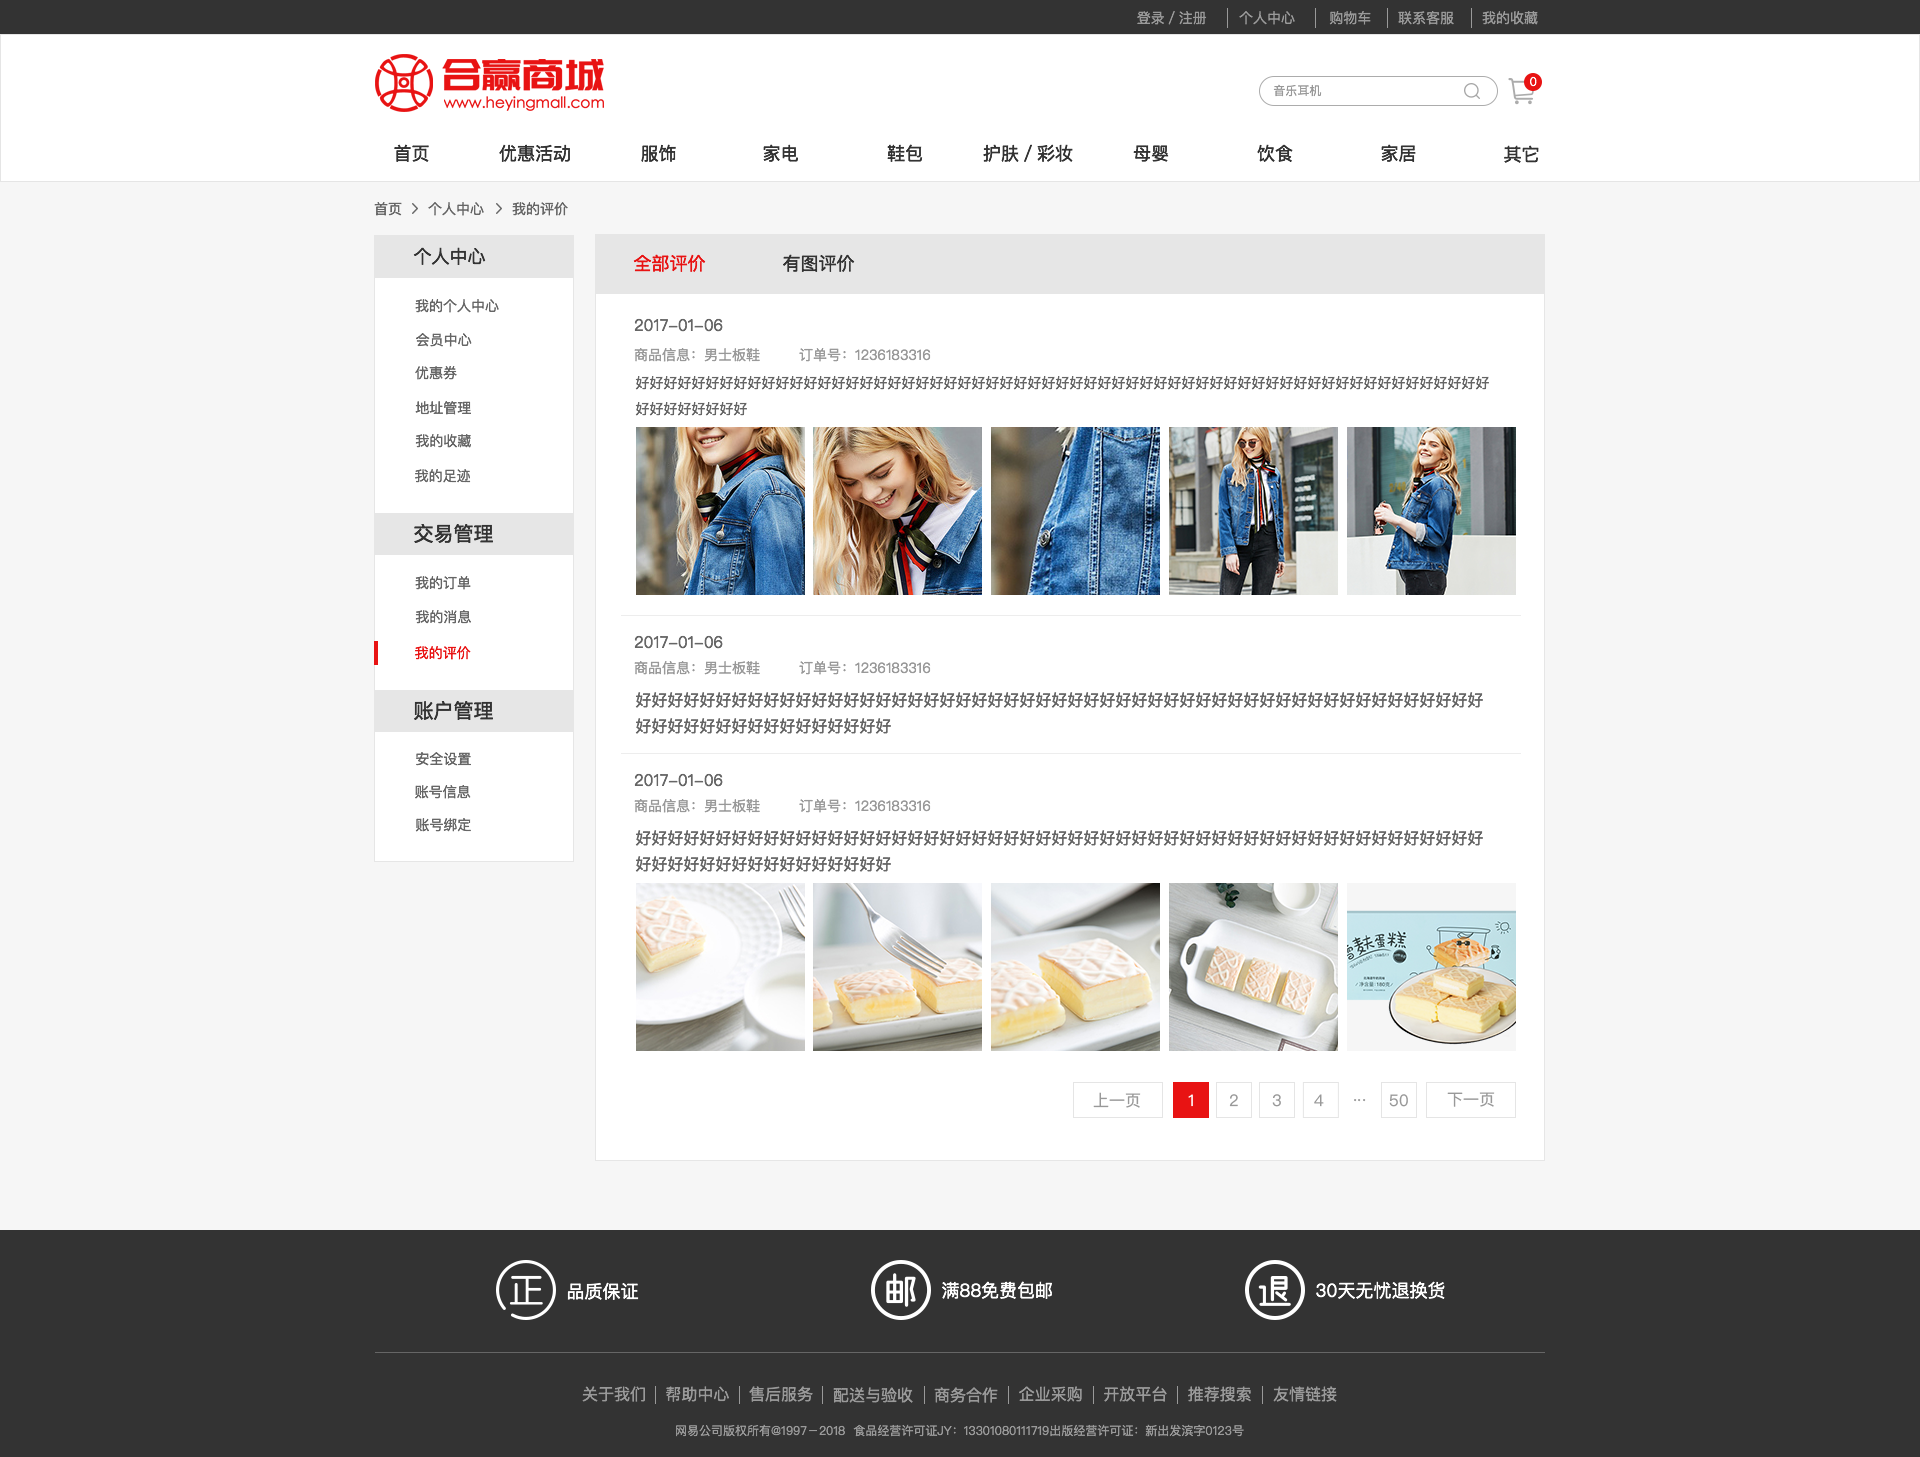 登录 / 注册 个人中心 购物车 联系客服 我的收藏
合赢商城
www.heyingmall.com
音乐耳机
0
首页 优惠活动 服饰 家电 鞋包 护肤 / 彩妆 母婴 饮食 家居 其它
首页 > 个人中心 > 我的评价
个人中心
我的个人中心
会员中心
优惠券
地址管理
我的收藏
我的足迹
交易管理
我的订单
我的消息
我的评价
账户管理
安全设置
账号信息
账号绑定
全部评价 有图评价
2017-01-06
商品信息：男士板鞋 订单号：1236183316
好好好好好好好好好好好好好好好好好好好好好好好好好好好好好好好好好好好好好好好好好好好好好好好好好好好好好好好好好好好好好
好好好好好好好好
2017-01-06
商品信息：男士板鞋 订单号：1236183316
好好好好好好好好好好好好好好好好好好好好好好好好好好好好好好好好好好好好好好好好好好好好好好好好好好好好好
好好好好好好好好好好好好好好好好
2017-01-06
商品信息：男士板鞋 订单号：1236183316
好好好好好好好好好好好好好好好好好好好好好好好好好好好好好好好好好好好好好好好好好好好好好好好好好好好好好
好好好好好好好好好好好好好好好好
雪麸蛋糕
净含量:180克
上一页 1 2 3 4 ··· 50 下一页
正 品质保证
邮 满88免费包邮
退 30天无忧退换货
关于我们 帮助中心 售后服务 配送与验收 商务合作 企业采购 开放平台 推荐搜索 友情链接
网易公司版权所有@1997－2018 食品经营许可证JY：13301080111719出版经营许可证：新出发滨字0123号